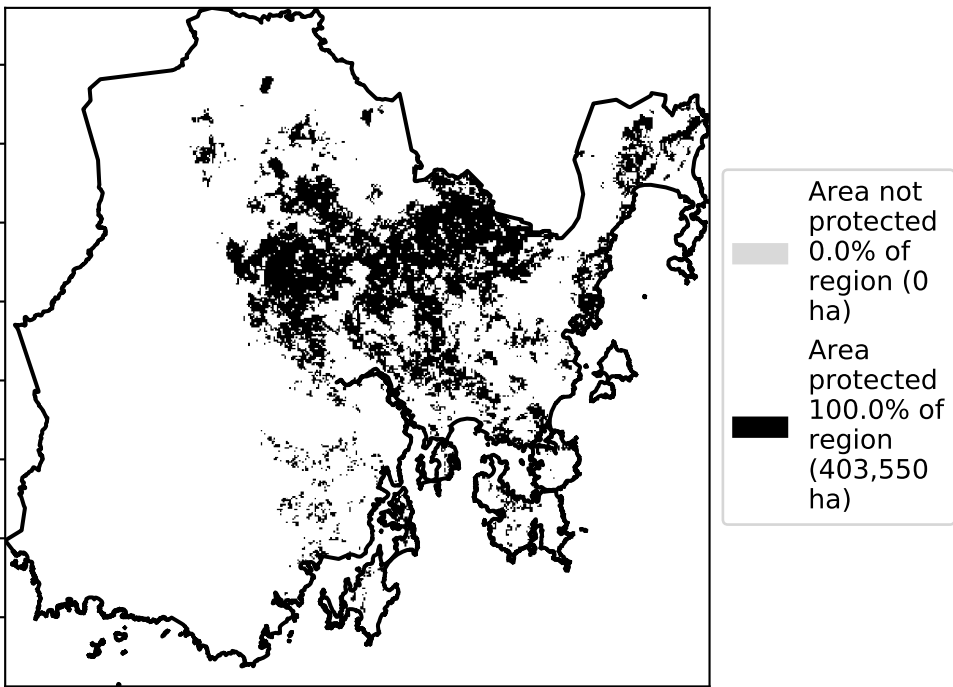 Area not
protected
0.0% of
region (0
ha)
Area
protected
100.0% of
region
(403,550
ha)